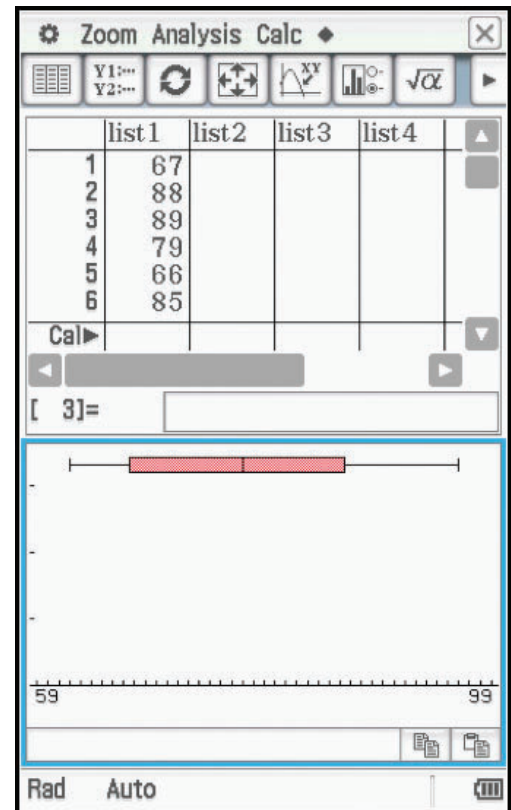 Zoom Analysis Calc ◆
Y1:··· Y2:··· XY √α
list1 list2 list3 list4
1 67
2 88
3 89
4 79
5 66
6 85
Cal▶
[ 3]=
59 99
Rad Auto